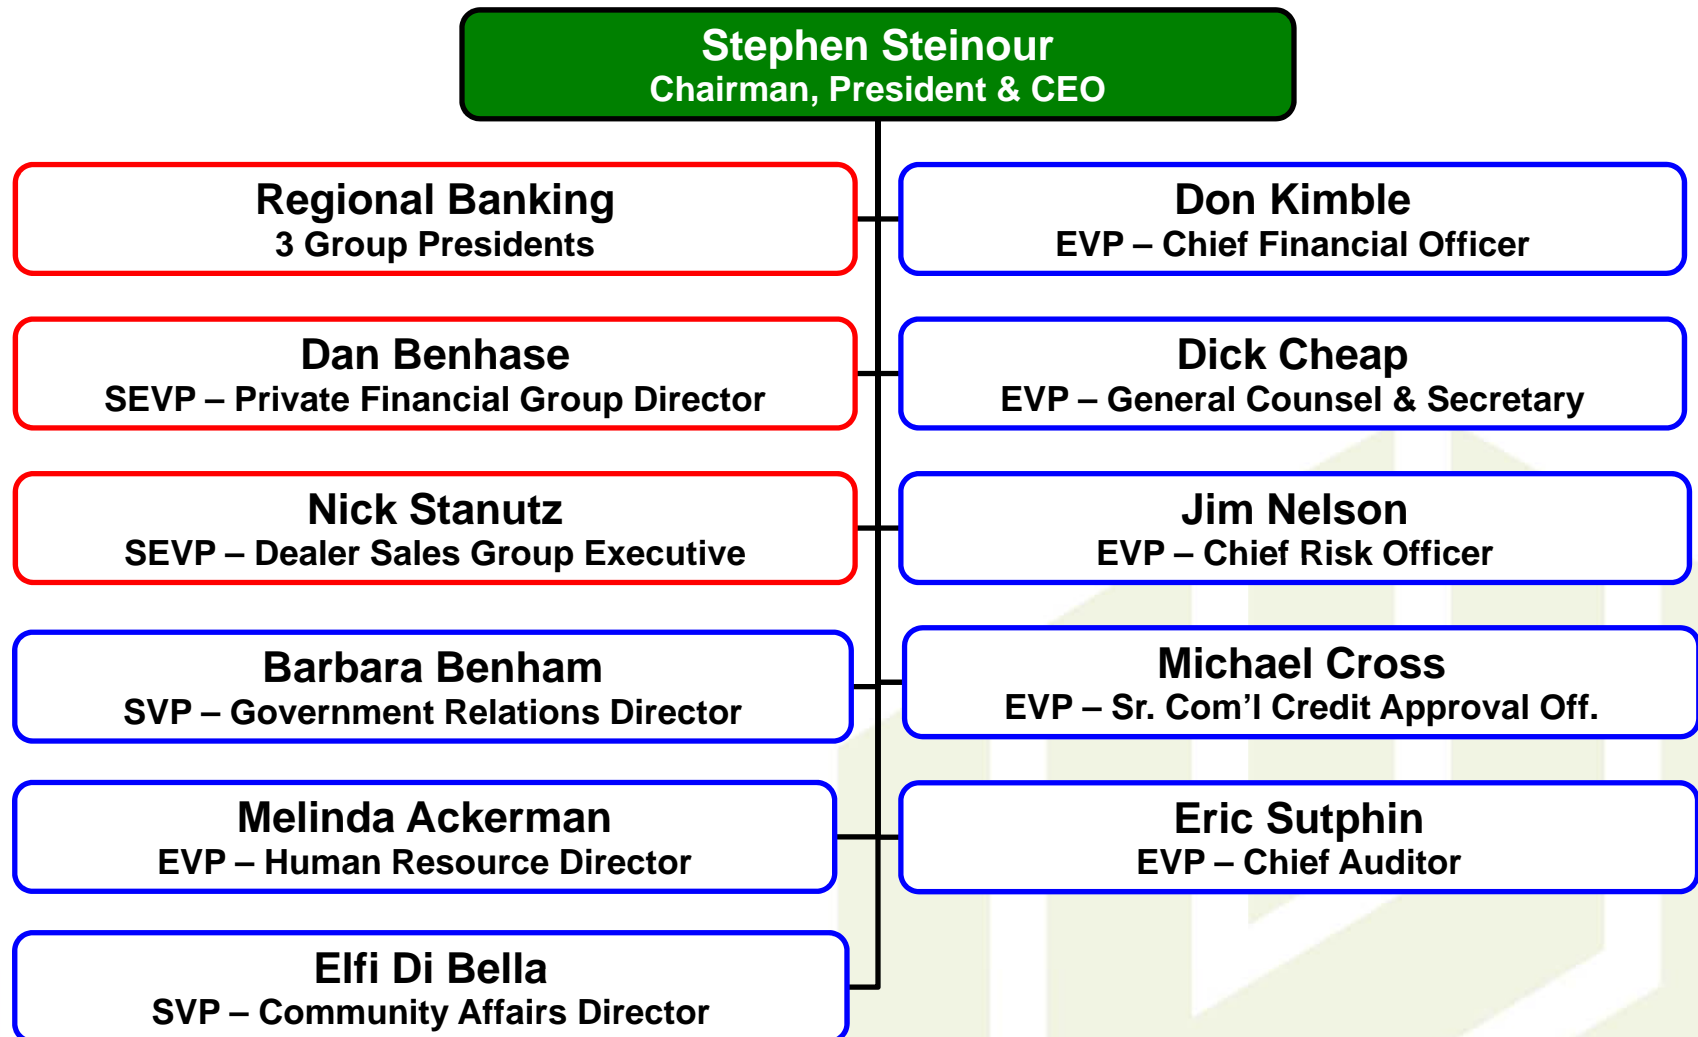 Stephen Steinour
Chairman, President & CEO
Regional Banking
3 Group Presidents
Don Kimble
EVP – Chief Financial Officer
Dan Benhase
SEVP – Private Financial Group Director
Dick Cheap
EVP – General Counsel & Secretary
Nick Stanutz
SEVP – Dealer Sales Group Executive
Jim Nelson
EVP – Chief Risk Officer
Barbara Benham
SVP – Government Relations Director
Michael Cross
EVP – Sr. Com’l Credit Approval Off.
Melinda Ackerman
EVP – Human Resource Director
Eric Sutphin
EVP – Chief Auditor
Elfi Di Bella
SVP – Community Affairs Director